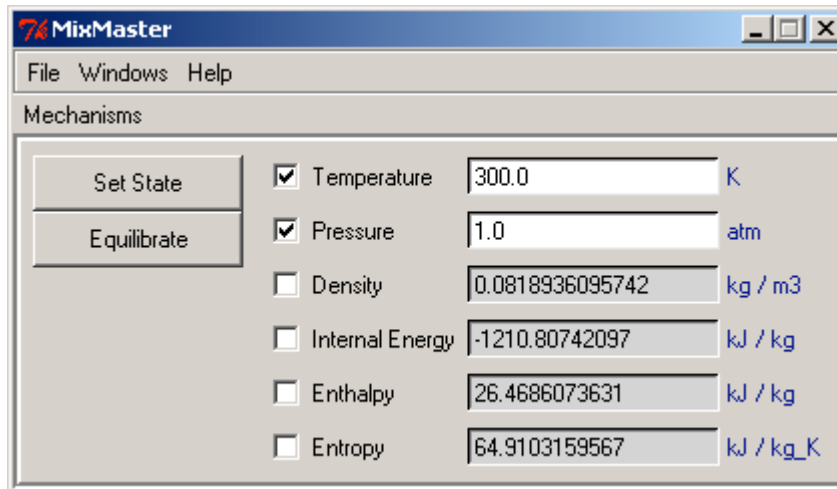 MixMaster
File Windows Help
Mechanisms
Set State
Equilibrate
Temperature 300.0 K
Pressure 1.0 atm
Density 0.0818936095742 kg / m3
Internal Energy -1210.80742097 kJ / kg
Enthalpy 26.4686073631 kJ / kg
Entropy 64.9103159567 kJ / kg_K